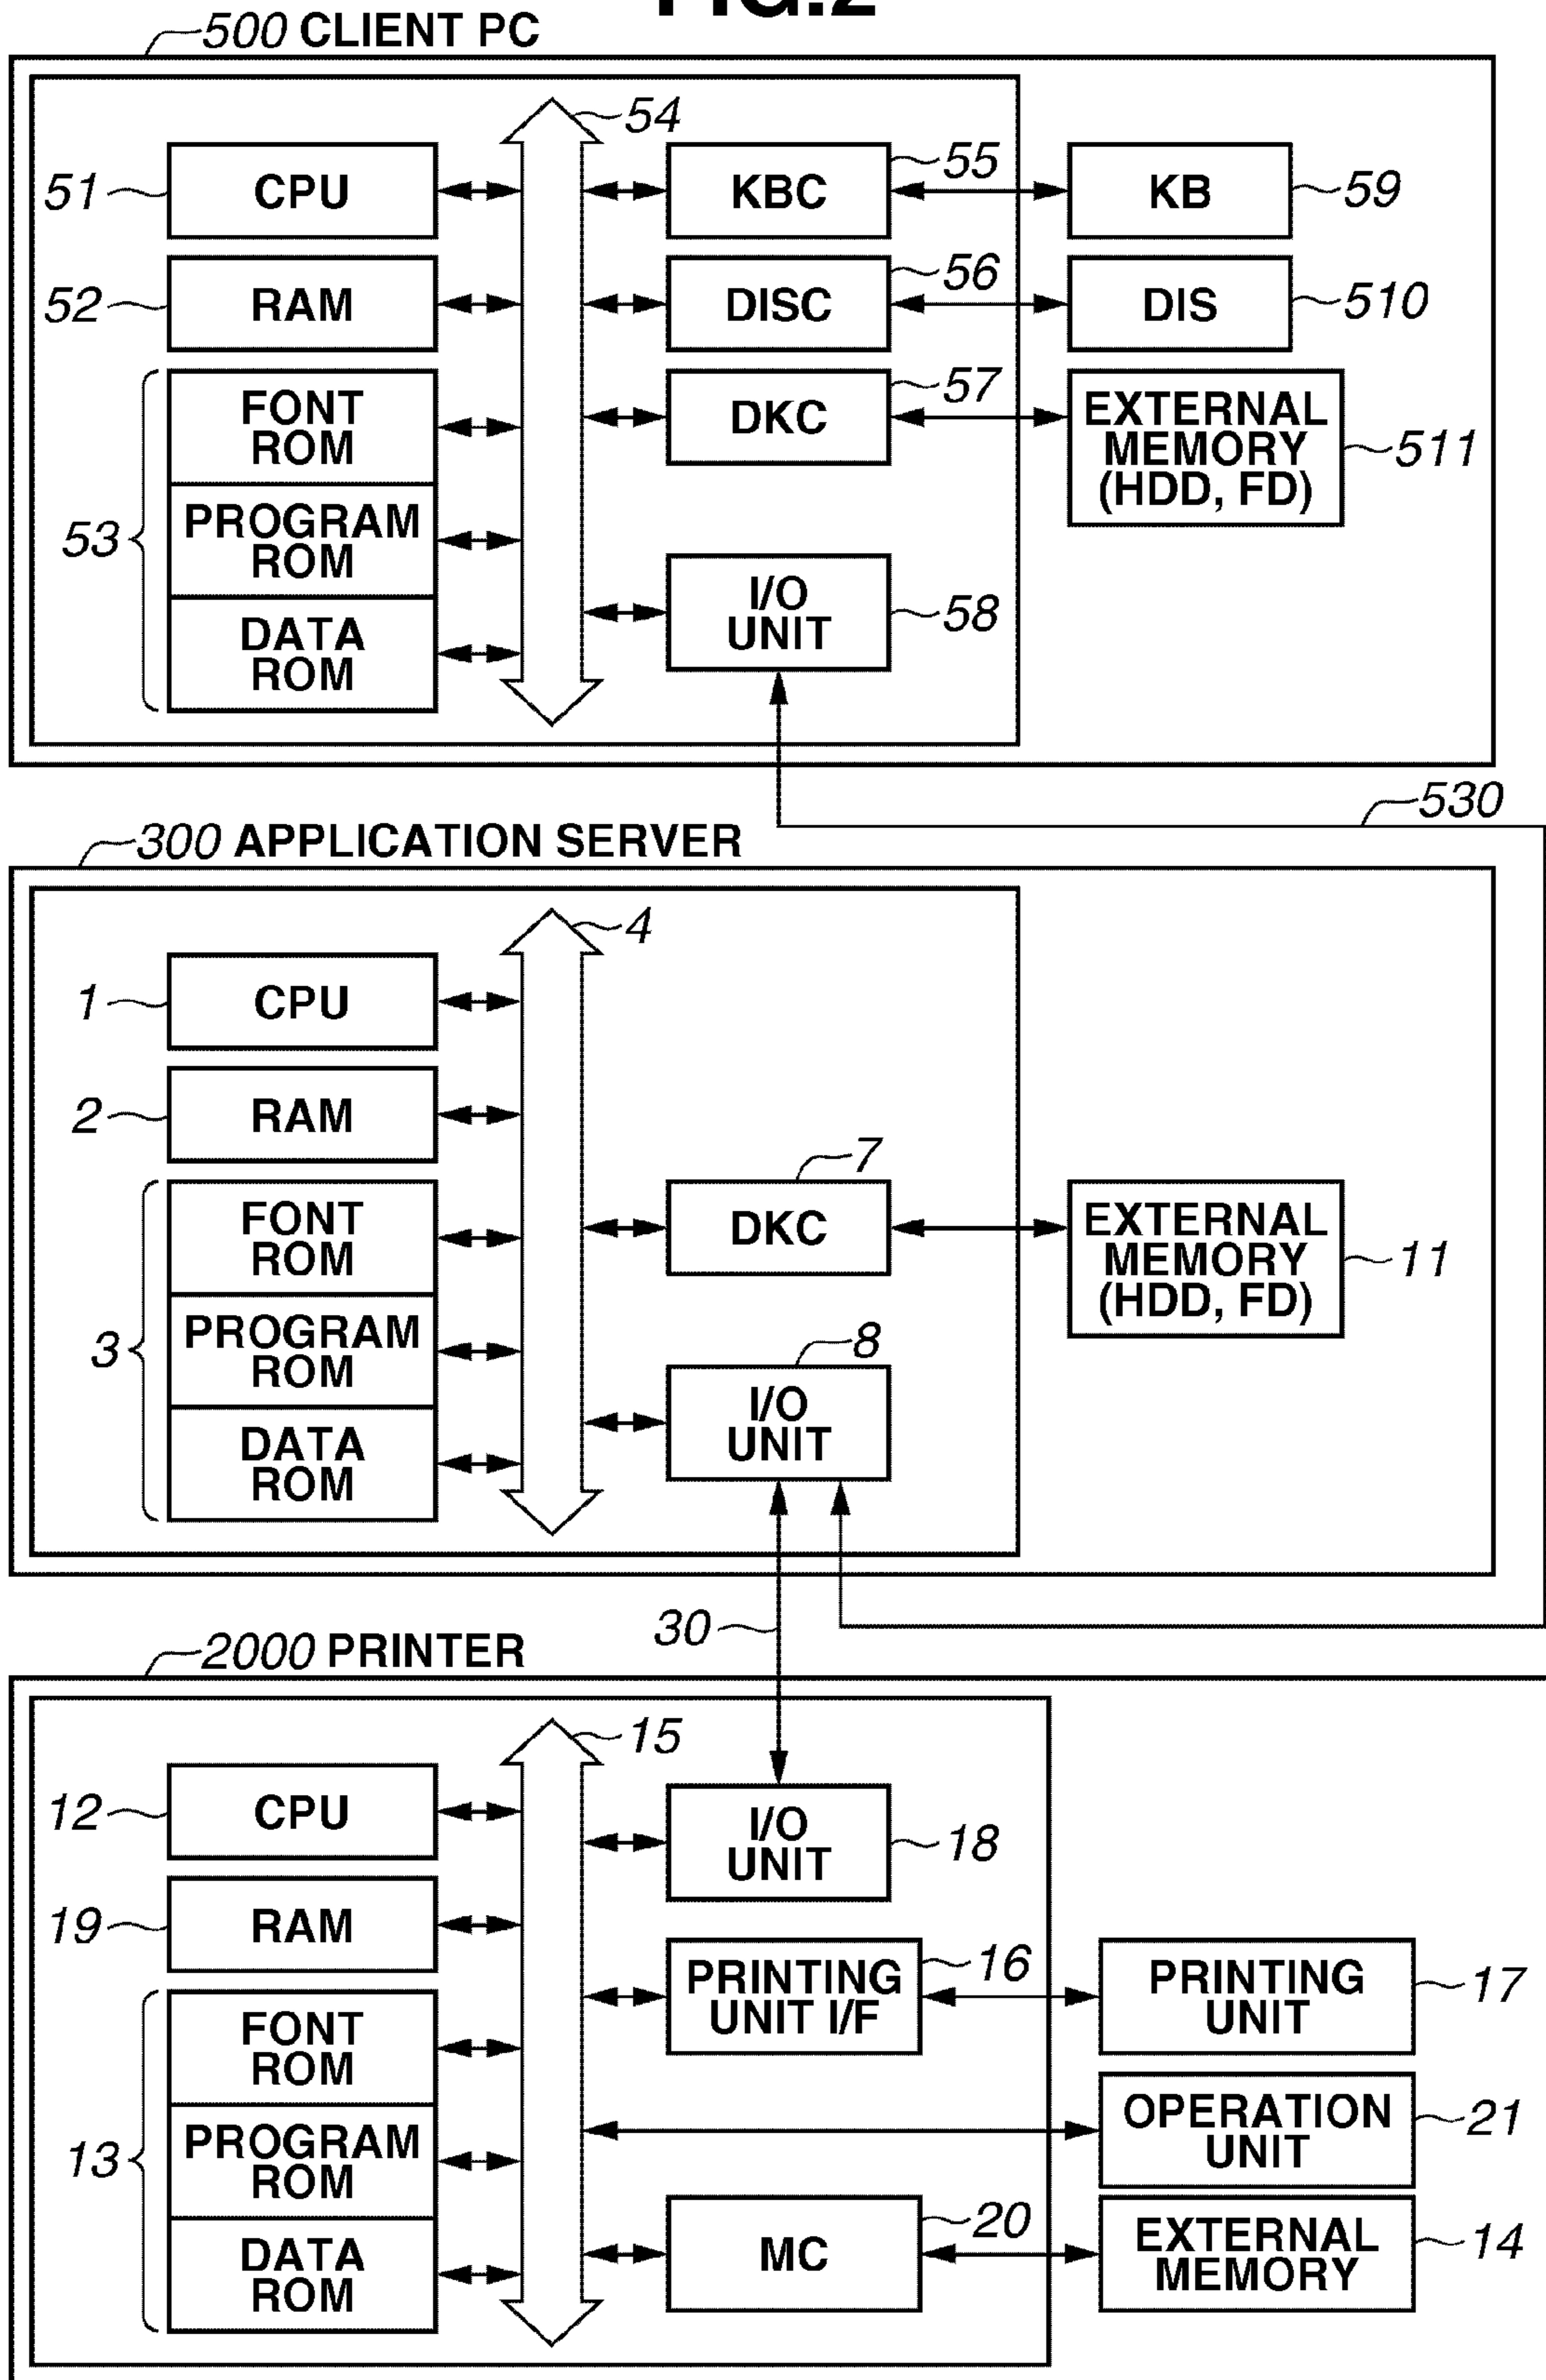 FIG.2
500 CLIENT PC
54
51
CPU
KBC
55
KB
59
52
RAM
DISC
56
DIS
510
53
FONT
ROM
PROGRAM
ROM
DATA
ROM
DKC
57
EXTERNAL
MEMORY
(HDD, FD)
511
I/O
UNIT
58
530
300 APPLICATION SERVER
4
1
CPU
2
RAM
3
FONT
ROM
PROGRAM
ROM
DATA
ROM
7
DKC
EXTERNAL
MEMORY
(HDD, FD)
11
8
I/O
UNIT
30
2000 PRINTER
15
12
CPU
I/O
UNIT
18
19
RAM
13
FONT
ROM
PROGRAM
ROM
DATA
ROM
PRINTING
UNIT I/F
16
PRINTING
UNIT
17
OPERATION
UNIT
21
MC
20
EXTERNAL
MEMORY
14